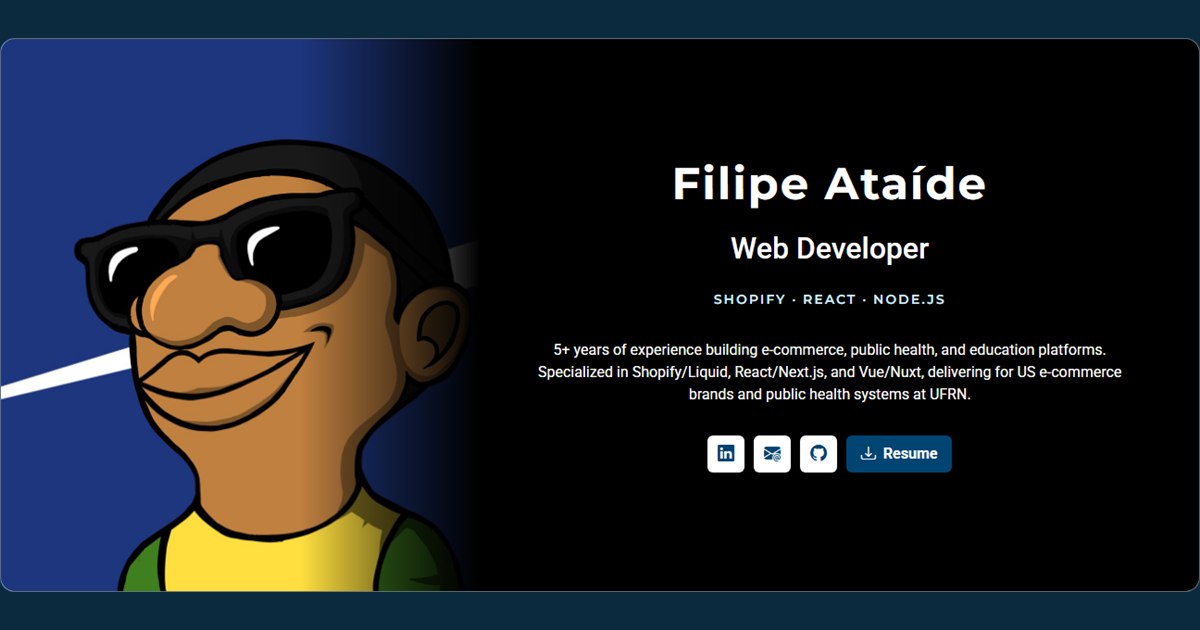 Filipe Ataíde
Web Developer
SHOPIFY · REACT · NODE.JS
5+ years of experience building e-commerce, public health, and education platforms.
Specialized in Shopify/Liquid, React/Next.js, and Vue/Nuxt, delivering for US e-commerce
brands and public health systems at UFRN.
in
Resume